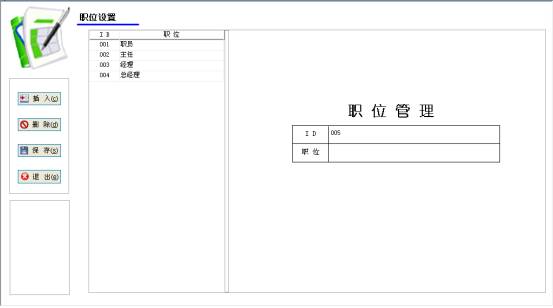 职位设置
I D 职 位
001 职员
002 主任
003 经理
004 总经理
插 入(c)
删 除(d)
保 存(s)
退 出(q)
职 位 管 理
I D 005
职 位